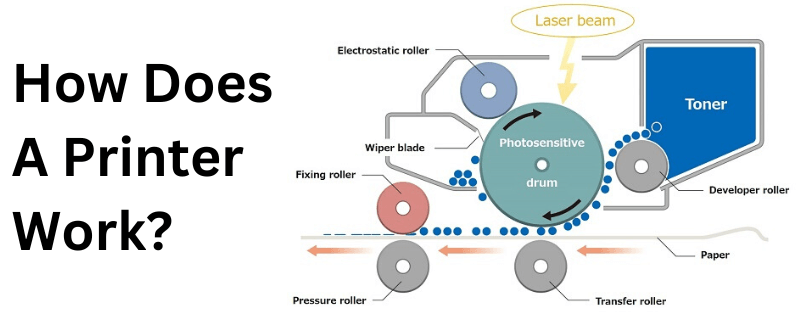 How Does
A Printer
Work?
Laser beam
Electrostatic roller
Toner
Photosensitive
drum
Wiper blade
Fixing roller
Developer roller
Paper
Pressure roller
Transfer roller